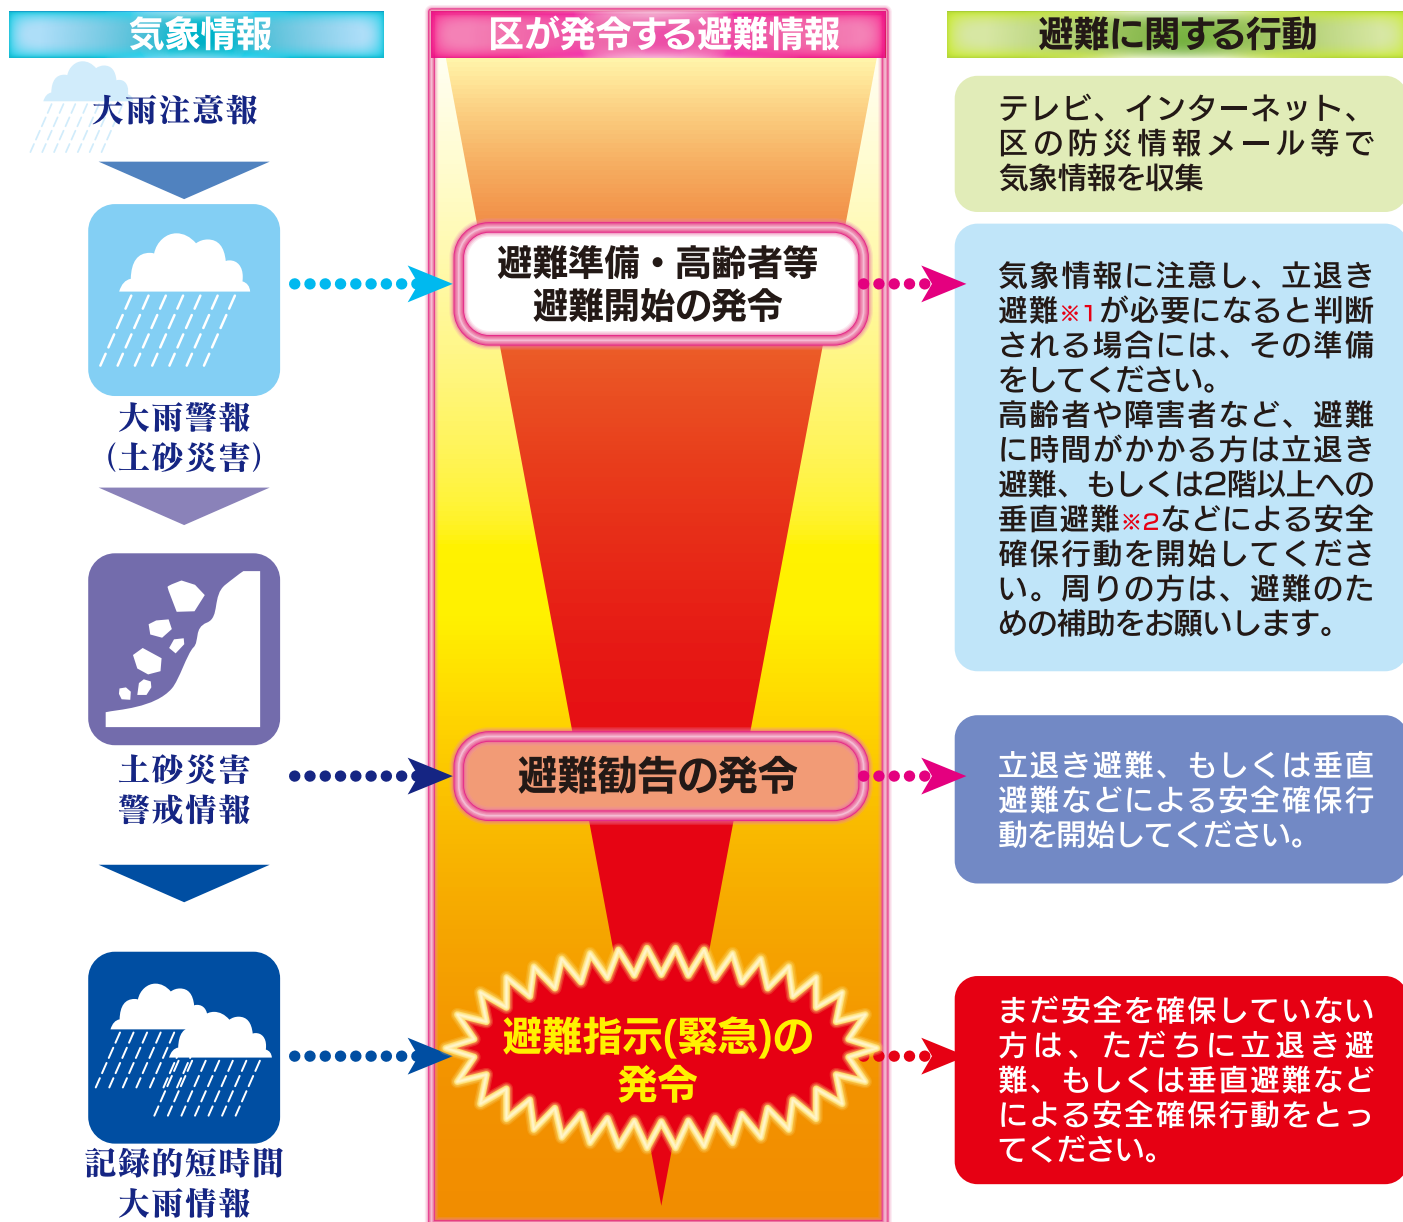 気象情報
区が発令する避難情報
避難に関する行動
大雨注意報
テレビ、インターネット、
区の防災情報メール等で
気象情報を収集
大雨警報
(土砂災害)
避難準備・高齢者等
避難開始の発令
気象情報に注意し、立退き
避難※1が必要になると判断
される場合には、その準備
をしてください。
高齢者や障害者など、避難
に時間がかかる方は立退き
避難、もしくは2階以上への
垂直避難※2などによる安全
確保行動を開始してくださ
い。周りの方は、避難のた
めの補助をお願いします。
土砂災害
警戒情報
避難勧告の発令
立退き避難、もしくは垂直
避難などによる安全確保行
動を開始してください。
記録的短時間
大雨情報
避難指示(緊急)の
発令
まだ安全を確保していない
方は、ただちに立退き避
難、もしくは垂直避難など
による安全確保行動をとっ
てください。